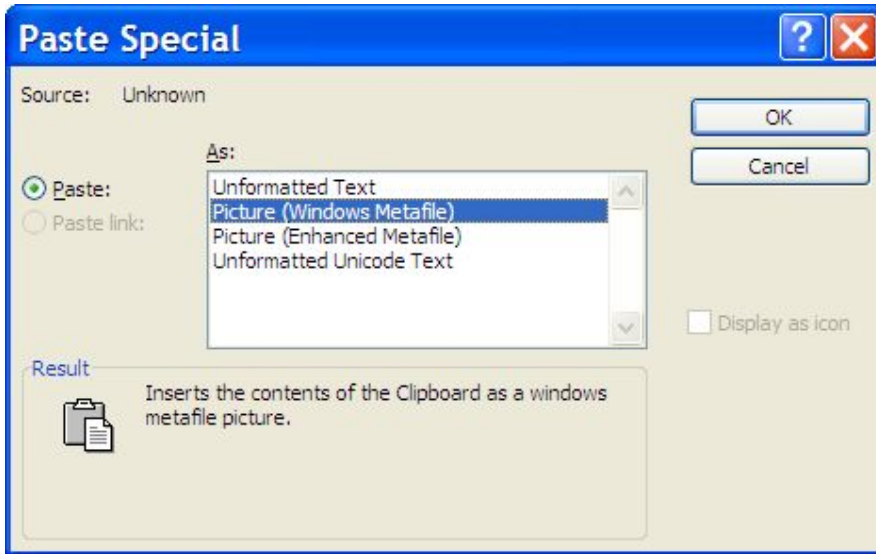 Paste Special
Source: Unknown
OK
As:
Cancel
Paste:
Unformatted Text
Picture (Windows Metafile)
Paste link:
Picture (Enhanced Metafile)
Unformatted Unicode Text
Display as icon
Result
Inserts the contents of the Clipboard as a windows
metafile picture.